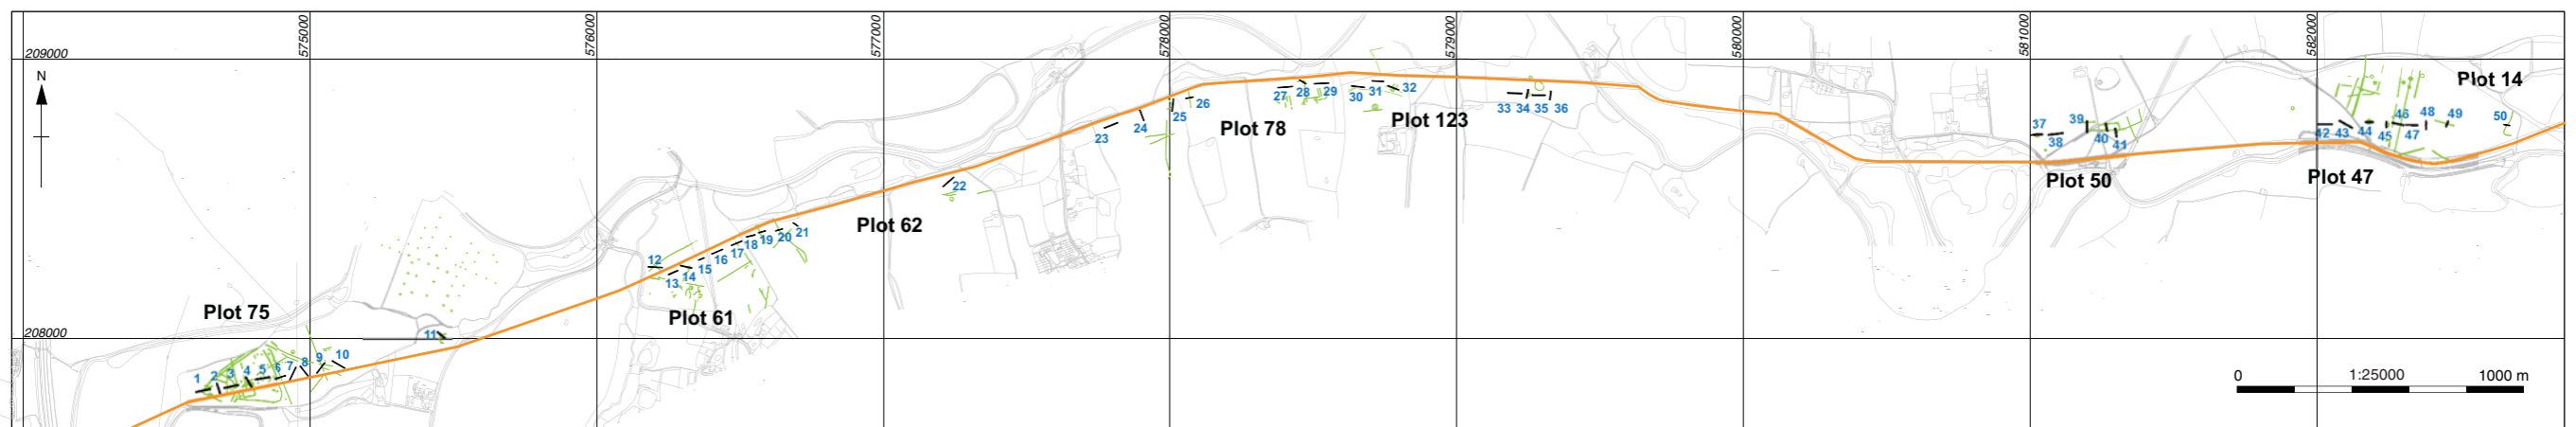 575000
576000
577000
578000
579000
580000
581000
582000
209000
N
Plot 14
27 28 29 30 31 32
26
25
24
23
33 34 35 36
Plot 78
Plot 123
37 38 39 40 41
42 43 44 45 46 47 48 49 50
Plot 50
Plot 47
22
Plot 62
12 13 14 15 16 17 18 19 20 21
Plot 61
Plot 75
208000
11
1 2 3 4 5 6 7 8 9 10
0 1:25000 1000 m